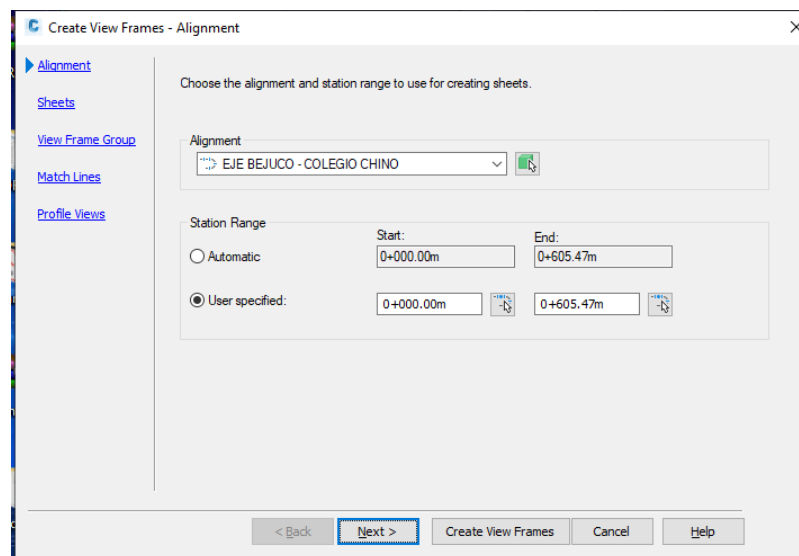 Create View Frames - Alignment
Alignment
Sheets
View Frame Group
Match Lines
Profile Views
Choose the alignment and station range to use for creating sheets.
Alignment
EJE BEJUCO - COLEGIO CHINO
Station Range
Start: End:
Automatic 0+000.00m 0+605.47m
User specified: 0+000.00m 0+605.47m
< Back Next > Create View Frames Cancel Help